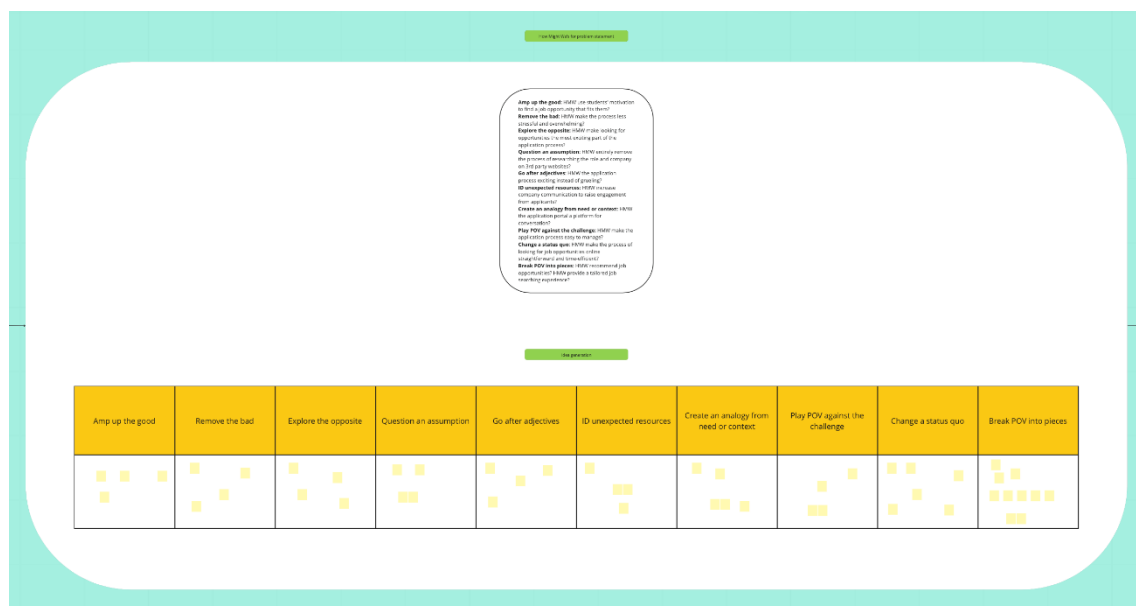 Amp up the good: HMW use students' motivation
to find a job opportunity that fits them?
Remove the bad: HMW make the process less
stressful and overwhelming?
Explore the opposite: HMW make looking for
opportunities the most exciting part of the
application process?
Question an assumption: HMW entirely remove
the process of researching the role and company
on 3rd party websites?
Go after adjectives: HMW the application
process exciting instead of grueling?
ID unexpected resources: HMW increase
company communication to raise engagement
from applicants?
Create an analogy from need or context: HMW
the application portal a platform for
conversation?
Play POV against the challenge: HMW make the
application process easy to manage?
Change a status quo: HMW make the process of
looking for job opportunities online
straightforward and time-efficient?
Break POV into pieces: HMW recommend job
opportunities? HMW provide a tailored job
searching experience?
Idea generation
Amp up the good
Remove the bad
Explore the opposite
Question an assumption
Go after adjectives
ID unexpected resources
Create an analogy from
need or context
Play POV against the
challenge
Change a status quo
Break POV into pieces